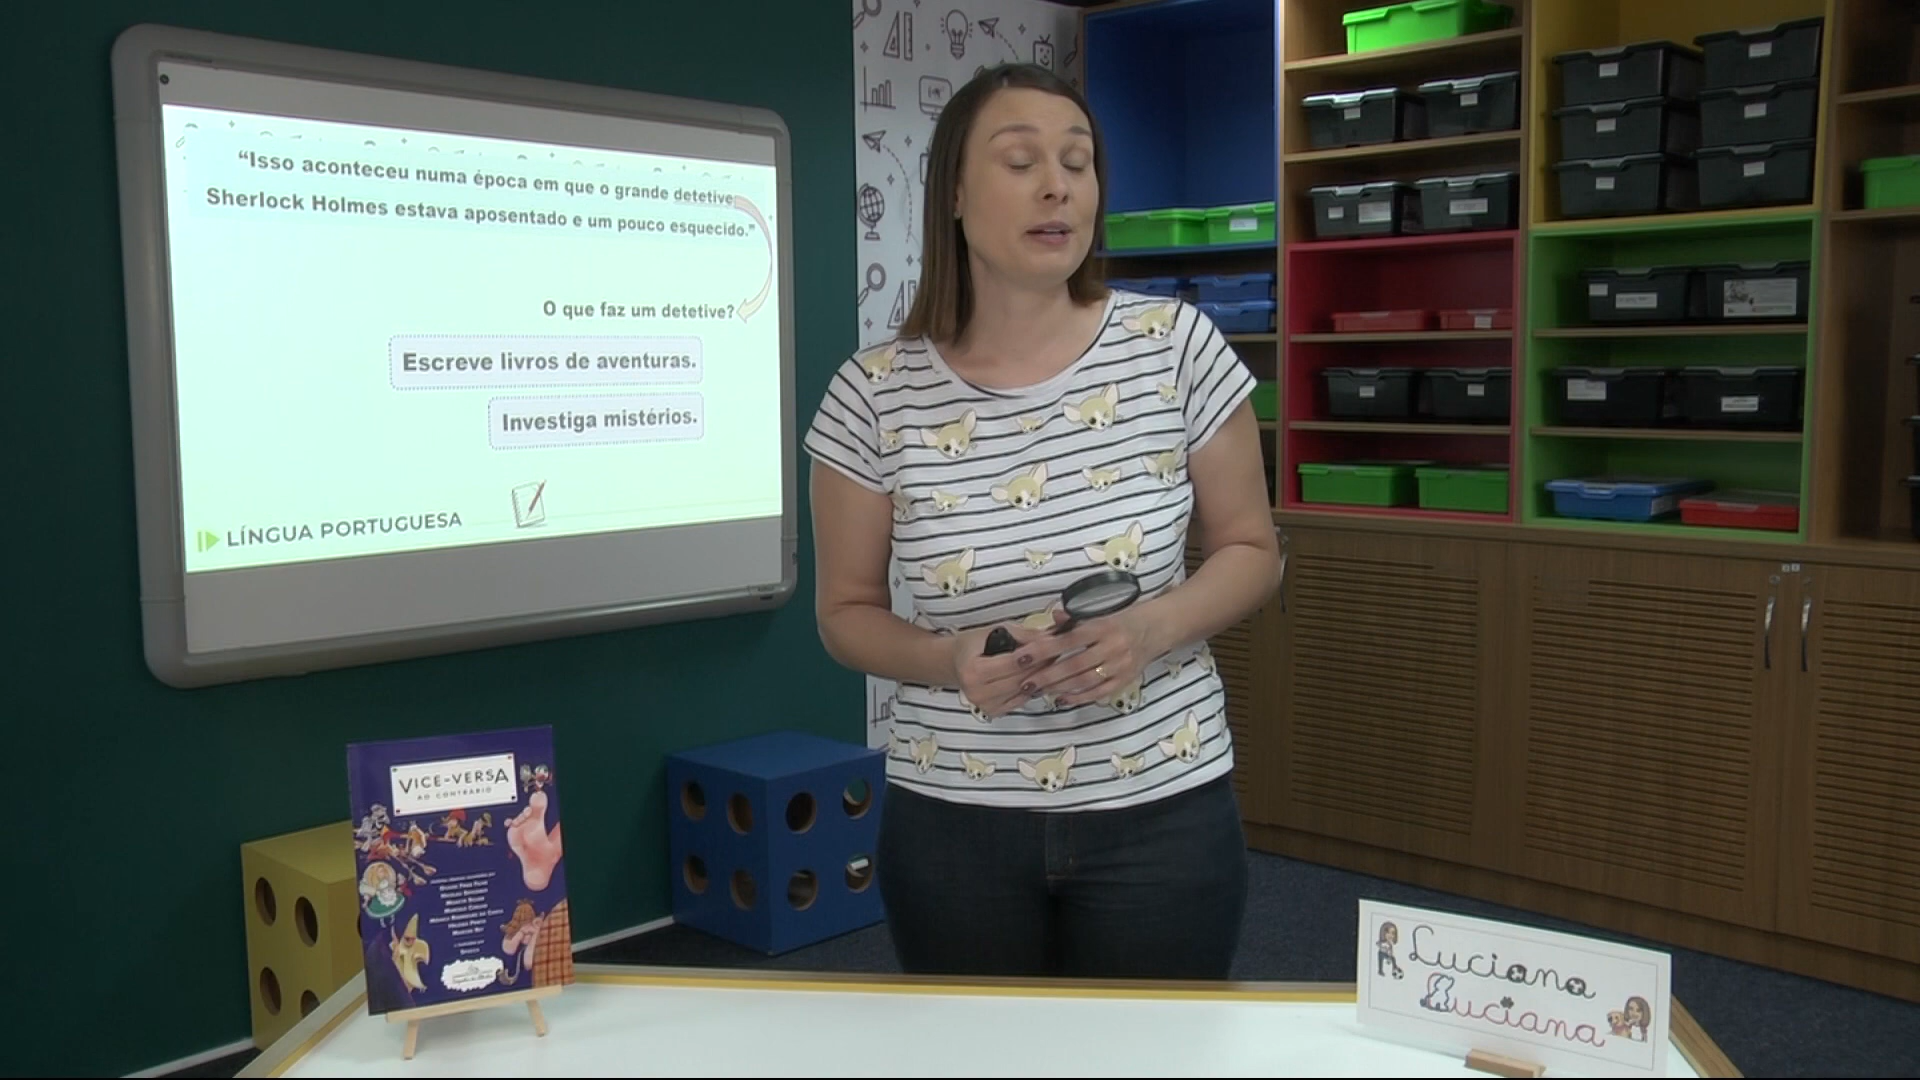 “Isso aconteceu numa época em que o grande detetive
Sherlock Holmes estava aposentado e um pouco esquecido.”
O que faz um detetive?
Escreve livros de aventuras.
Investiga mistérios.
LÍNGUA PORTUGUESA
VICE-VERSA
AO CONTRÁRIO
Luciana
Luciana